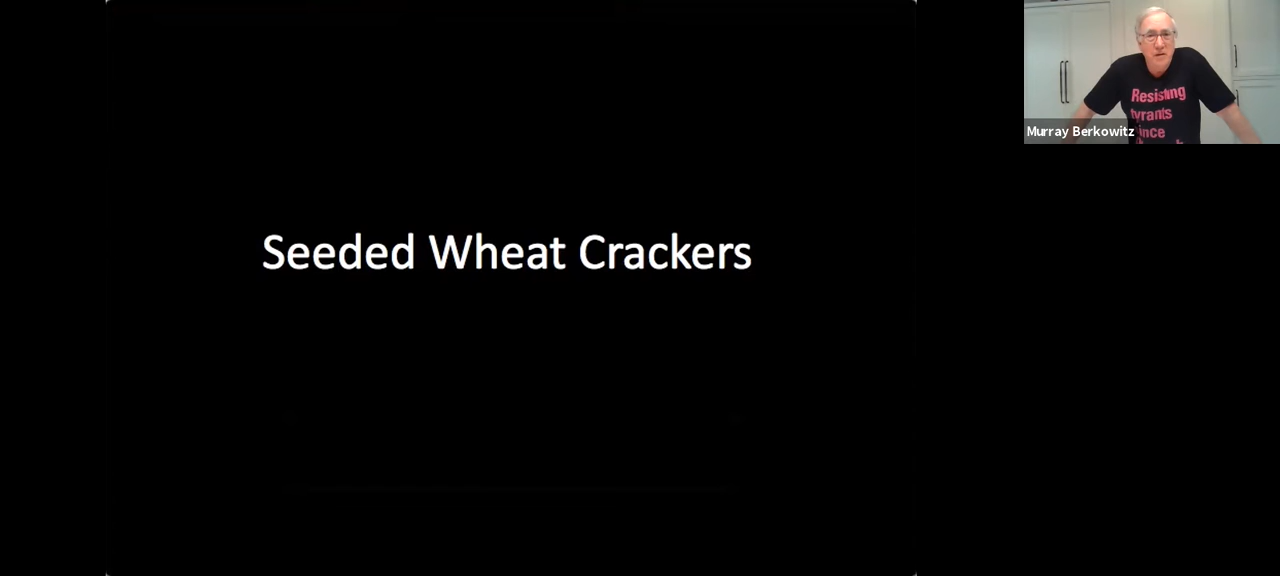 Seeded Wheat Crackers
Resisting
tyrants
since
Murray Berkowitz